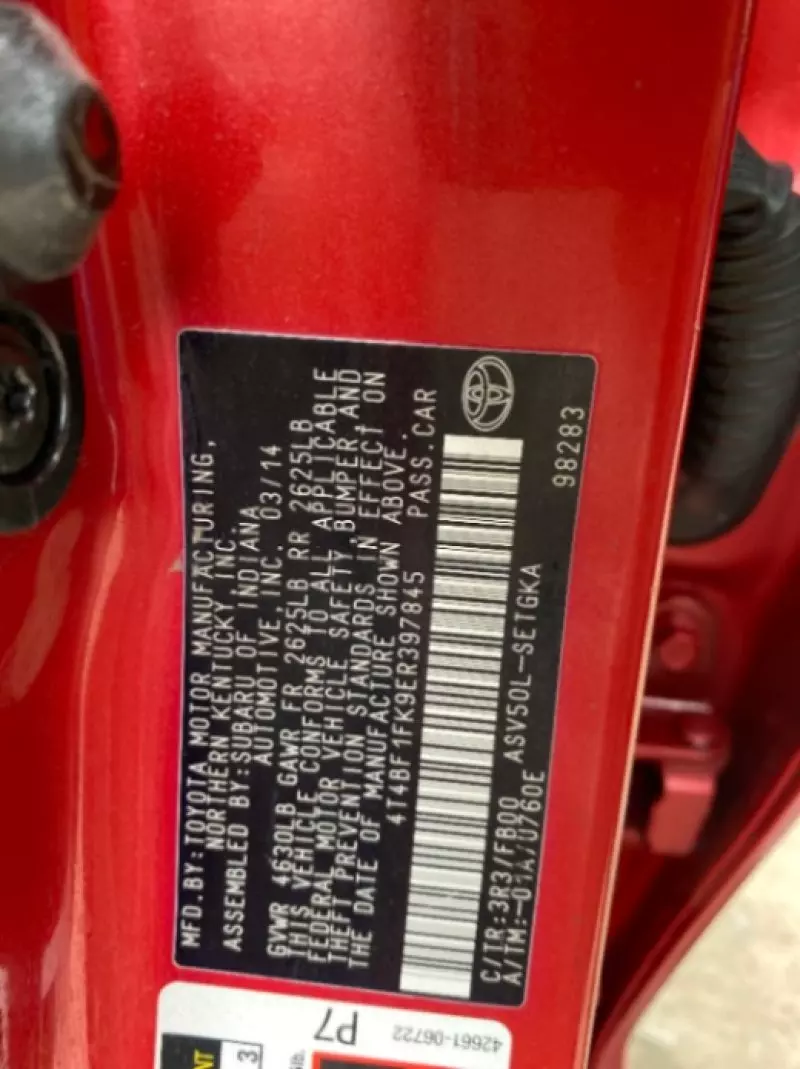 MFD.BY:TOYOTA MOTOR MANUFACTURING,
NORTHERN KENTUCKY, INC.
ASSEMBLED BY:SUBARU OF INDIANA
AUTOMOTIVE, INC. 03/14
GVWR 4630LB GAWR FR 2625LB RR 2625LB
THIS VEHICLE CONFORMS TO ALL APPLICABLE
FEDERAL MOTOR VEHICLE SAFETY,BUMPER,AND
THEFT PREVENTION STANDARDS IN EFFECT ON
THE DATE OF MANUFACTURE SHOWN ABOVE.
4T4BF1FK9ER397845 PASS.CAR
C/TR:3R3/FB00 ASV50L-SETGKA 98283
A/TM:-01A/U760E
42661-06722
P7
3